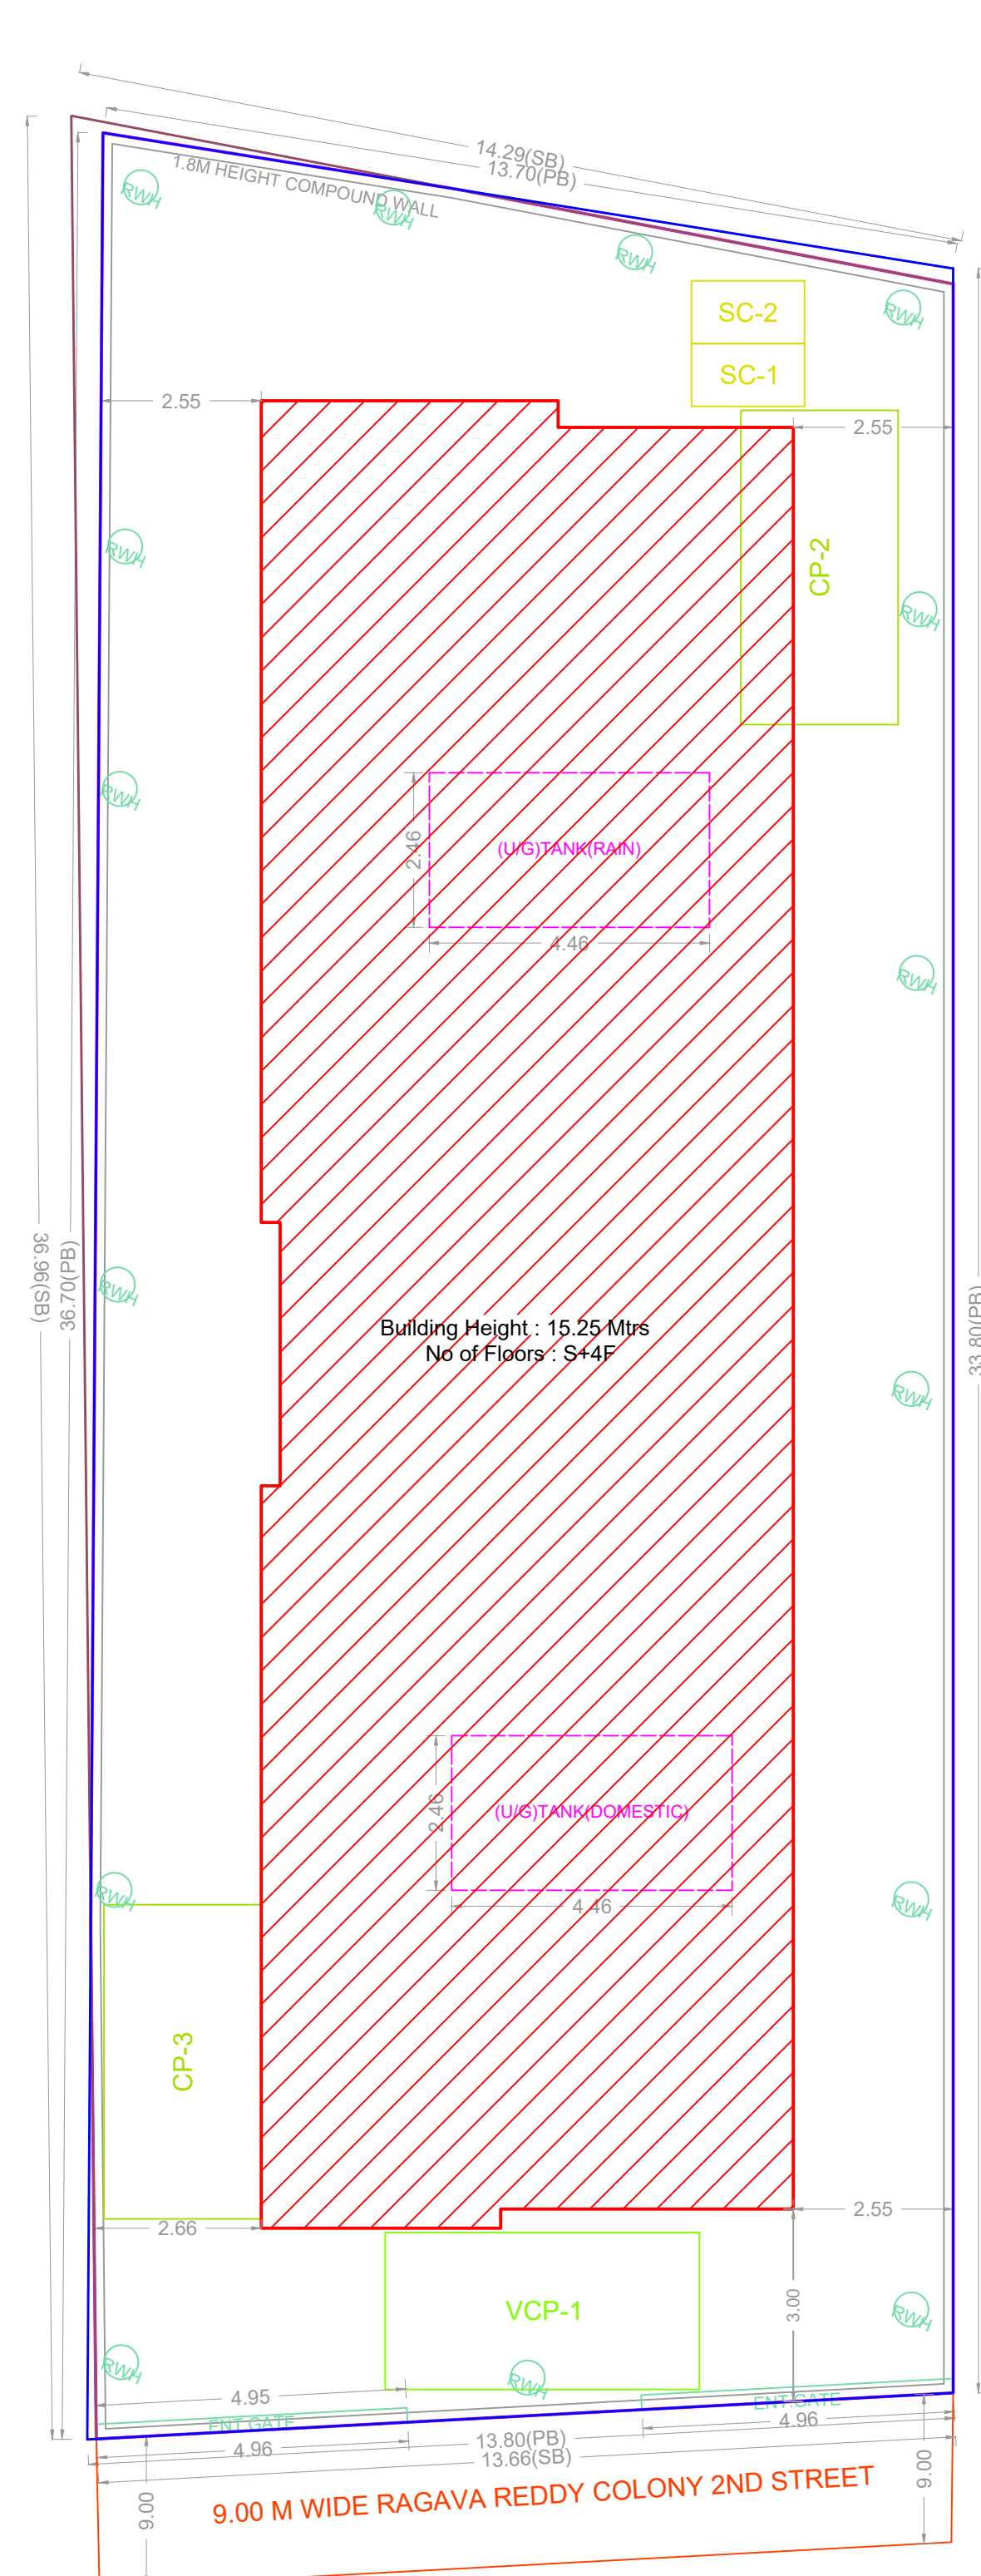 14.29(SB)
13.70(PB)
1.8M HEIGHT COMPOUND WALL
RWH
RWH
RWH
RWH
SC-2
SC-1
2.55
2.55
CP-2
RWH
RWH
RWH
2.46
(U/G)TANK(RAIN)
4.46
RWH
36.96(SB)
36.70(PB)
RWH
33.80(PB)
Building Height : 15.25 Mtrs
No of Floors : S+4F
RWH
2.46
(U/G)TANK(DOMESTIC)
4.46
RWH
RWH
CP-3
2.66
2.55
VCP-1
3.00
RWH
RWH
RWH
4.95
ENT.GATE
ENT.GATE
4.96
4.96
13.80(PB)
13.66(SB)
9.00
9.00
9.00 M WIDE RAGAVA REDDY COLONY 2ND STREET